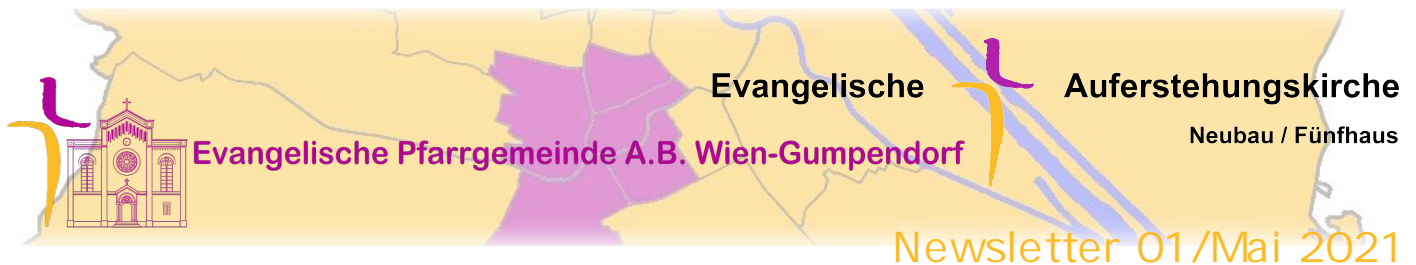 Evangelische Auferstehungskirche
Neubau / Fünfhaus
Evangelische Pfarrgemeinde A.B. Wien-Gumpendorf
Newsletter 01/Mai 2021